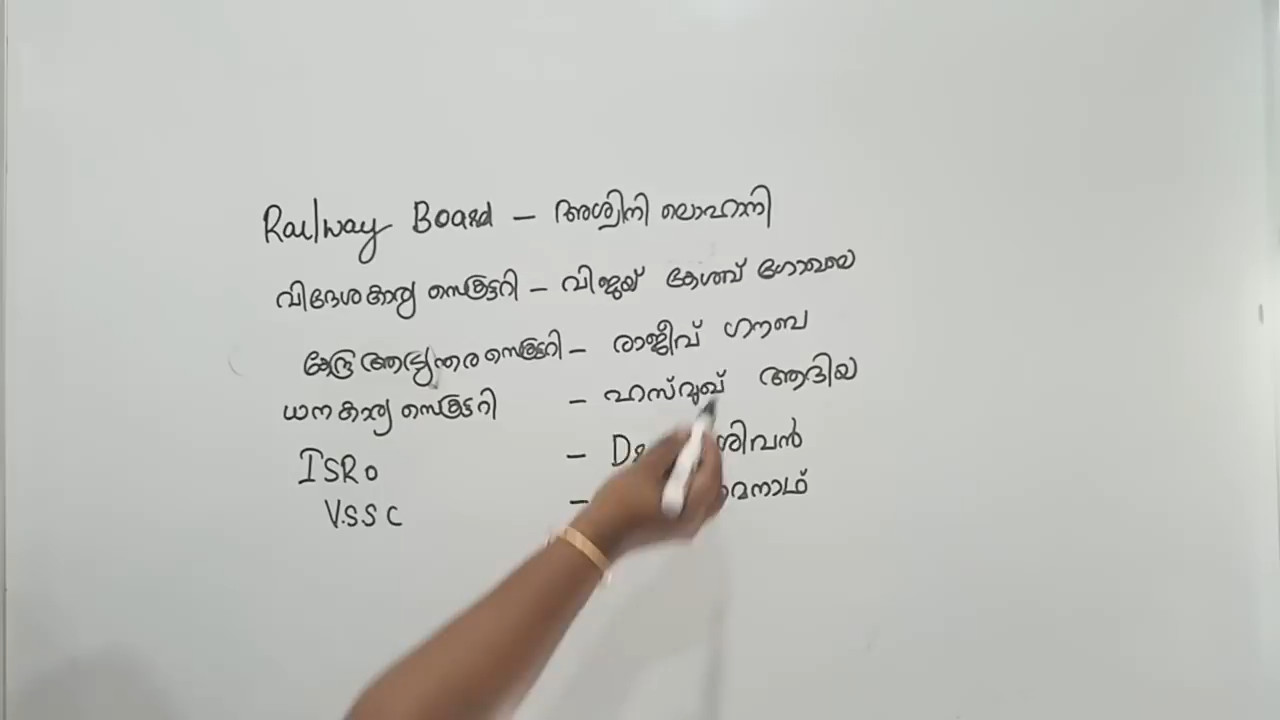 Railway Board – അശ്വിനി ലൊഹാനി
വിദേശകാര്യ സെക്രട്ടറി – വിജയ് കേശവ് ഗോഖലെ
കേന്ദ്ര ആഭ്യന്തര സെക്രട്ടറി – രാജീവ് ഗൗബ
ധനകാര്യ സെക്രട്ടറി – ഹസ്മുഖ് ആദിയ
ISRO – ശിവൻ
V.S.S.C –